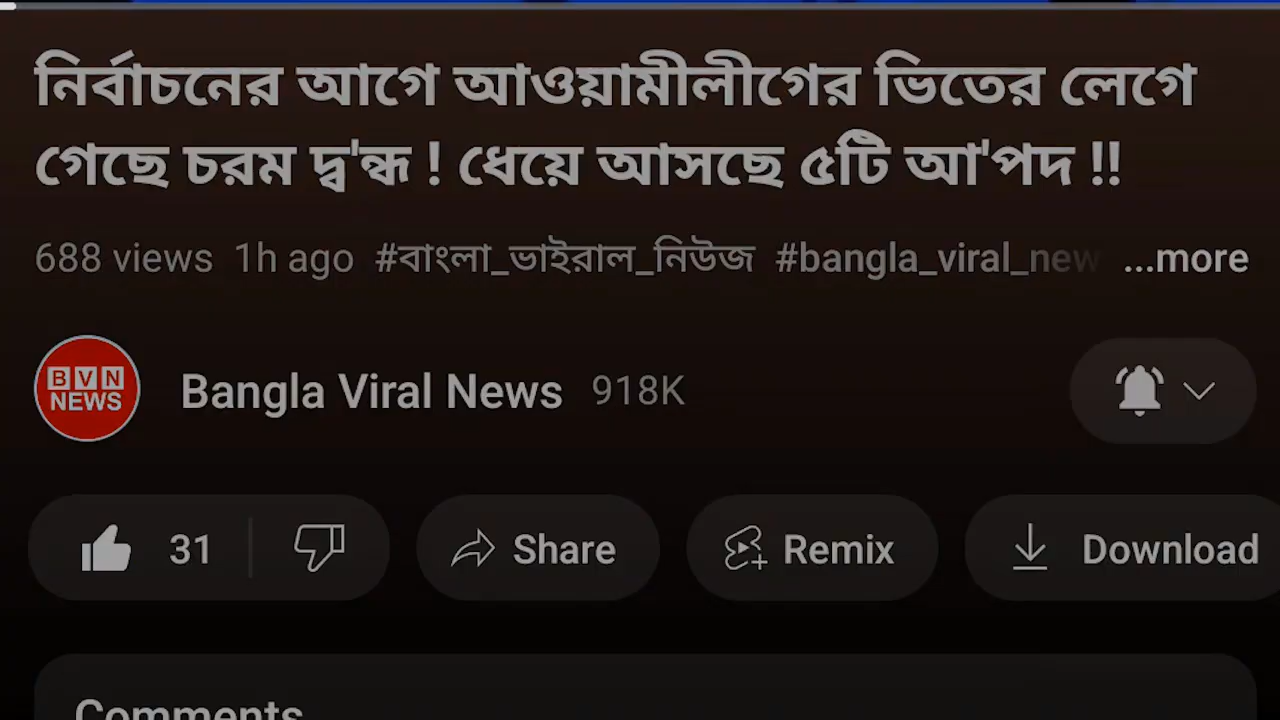 নির্বাচনের আগে আওয়ামীলীগের ভিতের লেগে
গেছে চরম দ্ব'ন্ধ ! ধেয়ে আসছে ৫টি আ'পদ !!
688 views 1h ago #বাংলা_ভাইরাল_নিউজ #bangla_viral_new ...more
BVN
NEWS
Bangla Viral News 918K
31 Share Remix Download
Comments